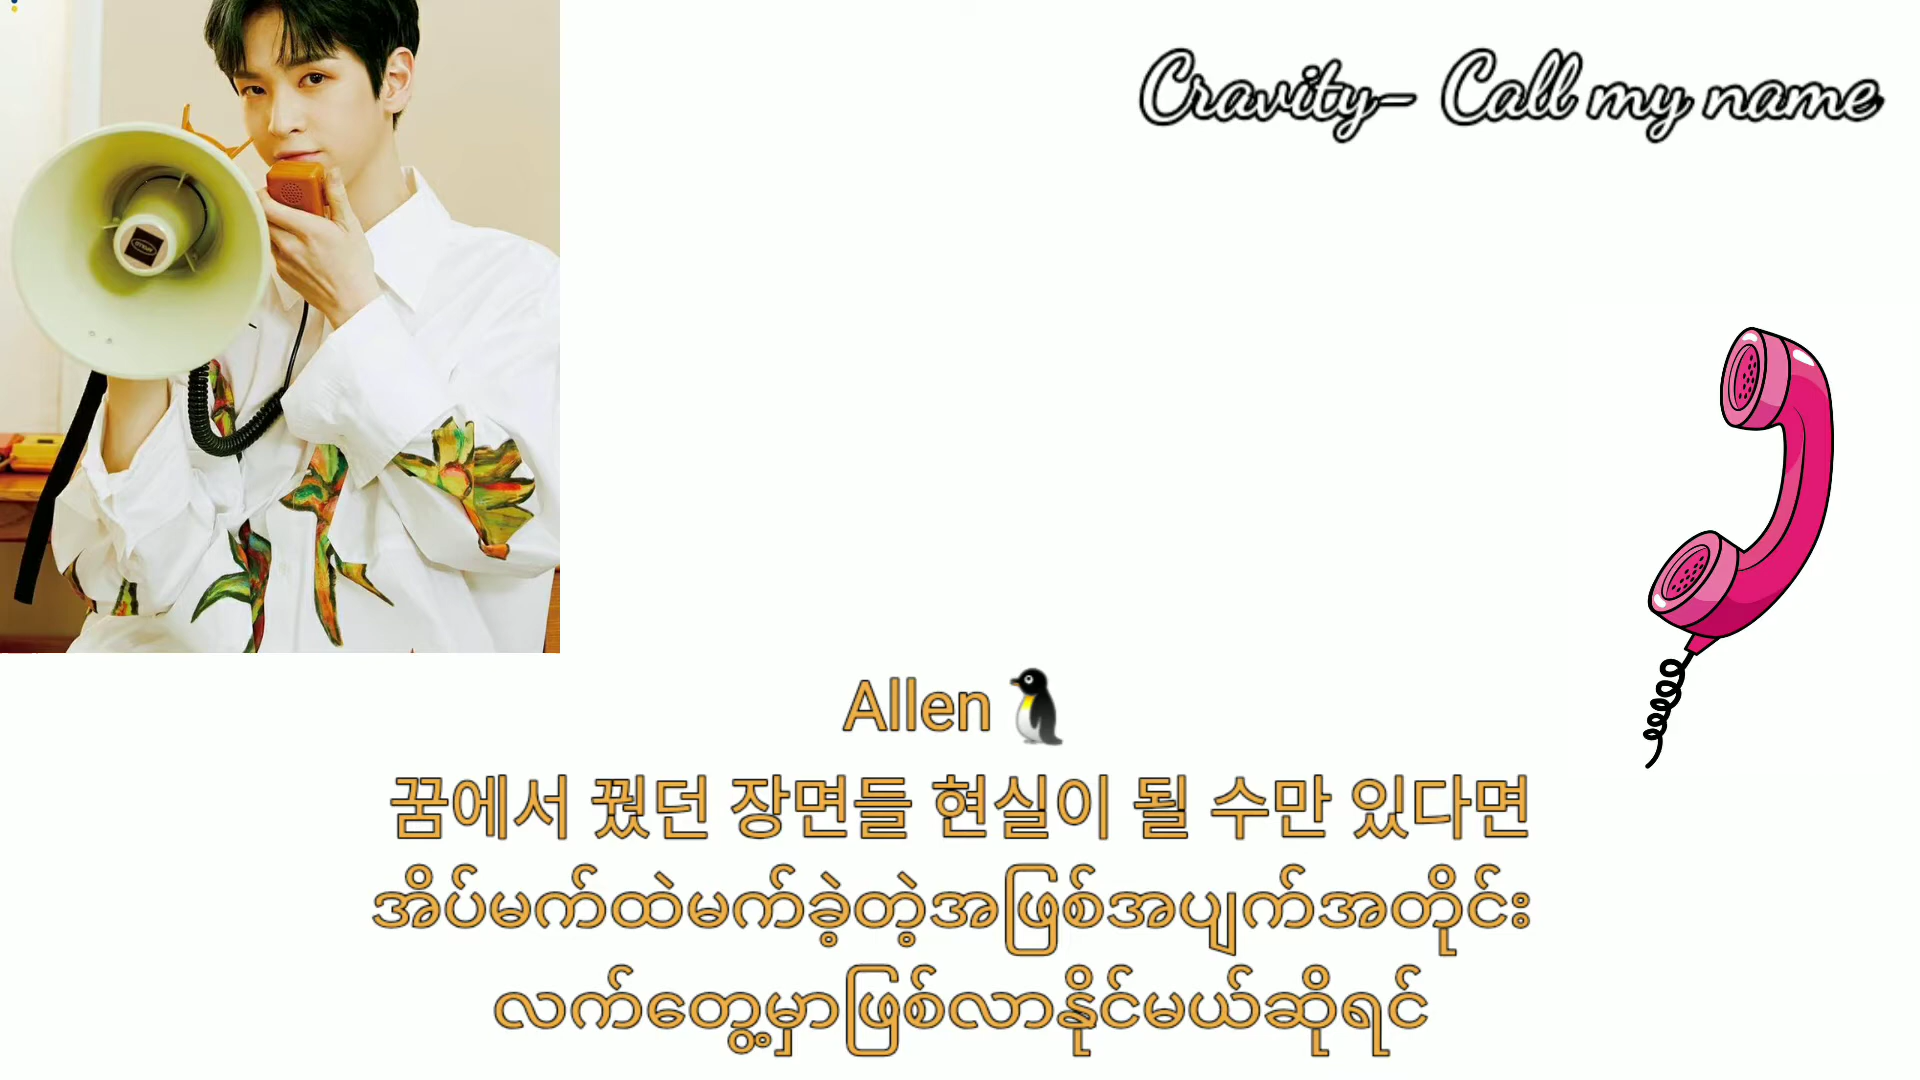 Cravity- Call my name
Allen
꿈에서 꿨던 장면들 현실이 될 수만 있다면
အိပ်မက်ထဲမက်ခဲ့တဲ့အဖြစ်အပျက်အတိုင်း
လက်တွေ့မှာဖြစ်လာနိုင်မယ်ဆိုရင်